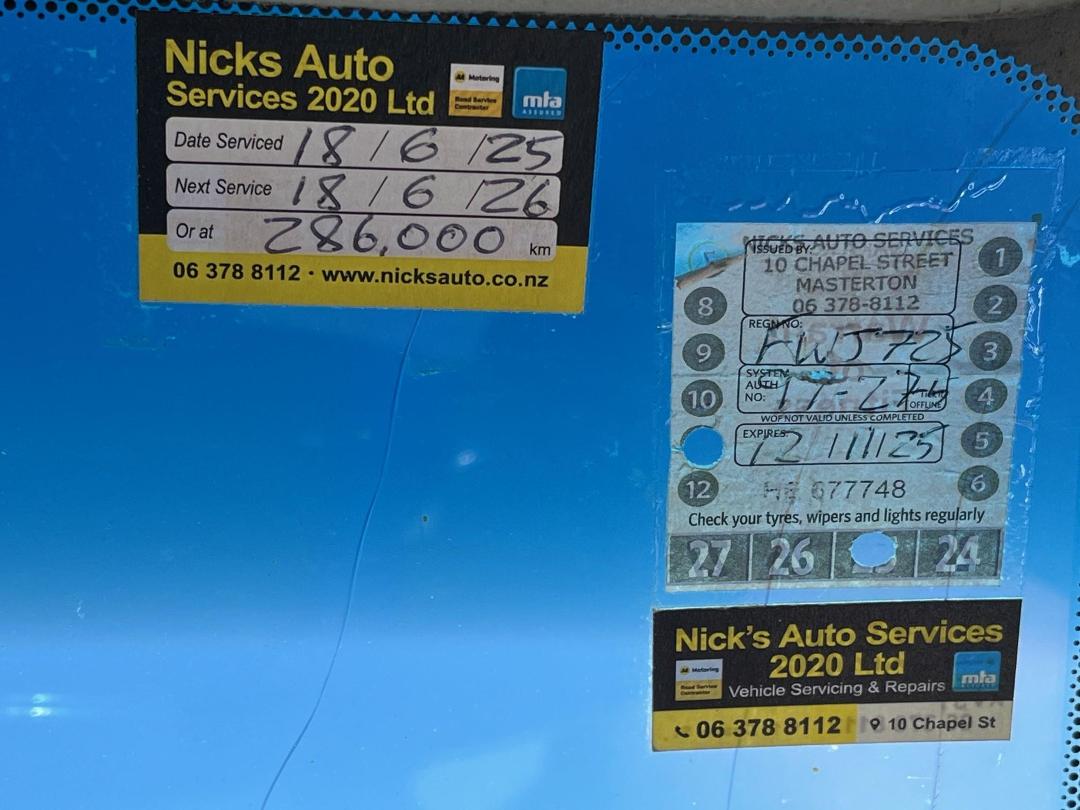 Nicks Auto
Services 2020 Ltd
AA Motoring
Road Service
Contractor
mta
ASSURED
Date Serviced 18 / 6 / 25
Next Service 18 / 6 / 26
Or at 286,000 km
06 378 8112 · www.nicksauto.co.nz
NICKS AUTO SERVICES
ISSUED BY:
10 CHAPEL STREET
MASTERTON
06 378-8112
REGN NO:
SYSTEM
AUTH
NO:
OFFLINE
WOF NOT VALID UNLESS COMPLETED
EXPIRES: 12/11/25
677748
Check your tyres, wipers and lights regularly
8
9
10
12
1
2
3
4
5
6
27 26 24
Nick's Auto Services
2020 Ltd
AA Motoring
Road Service
Contractor
Vehicle Servicing & Repairs
mta
06 378 8112
10 Chapel St